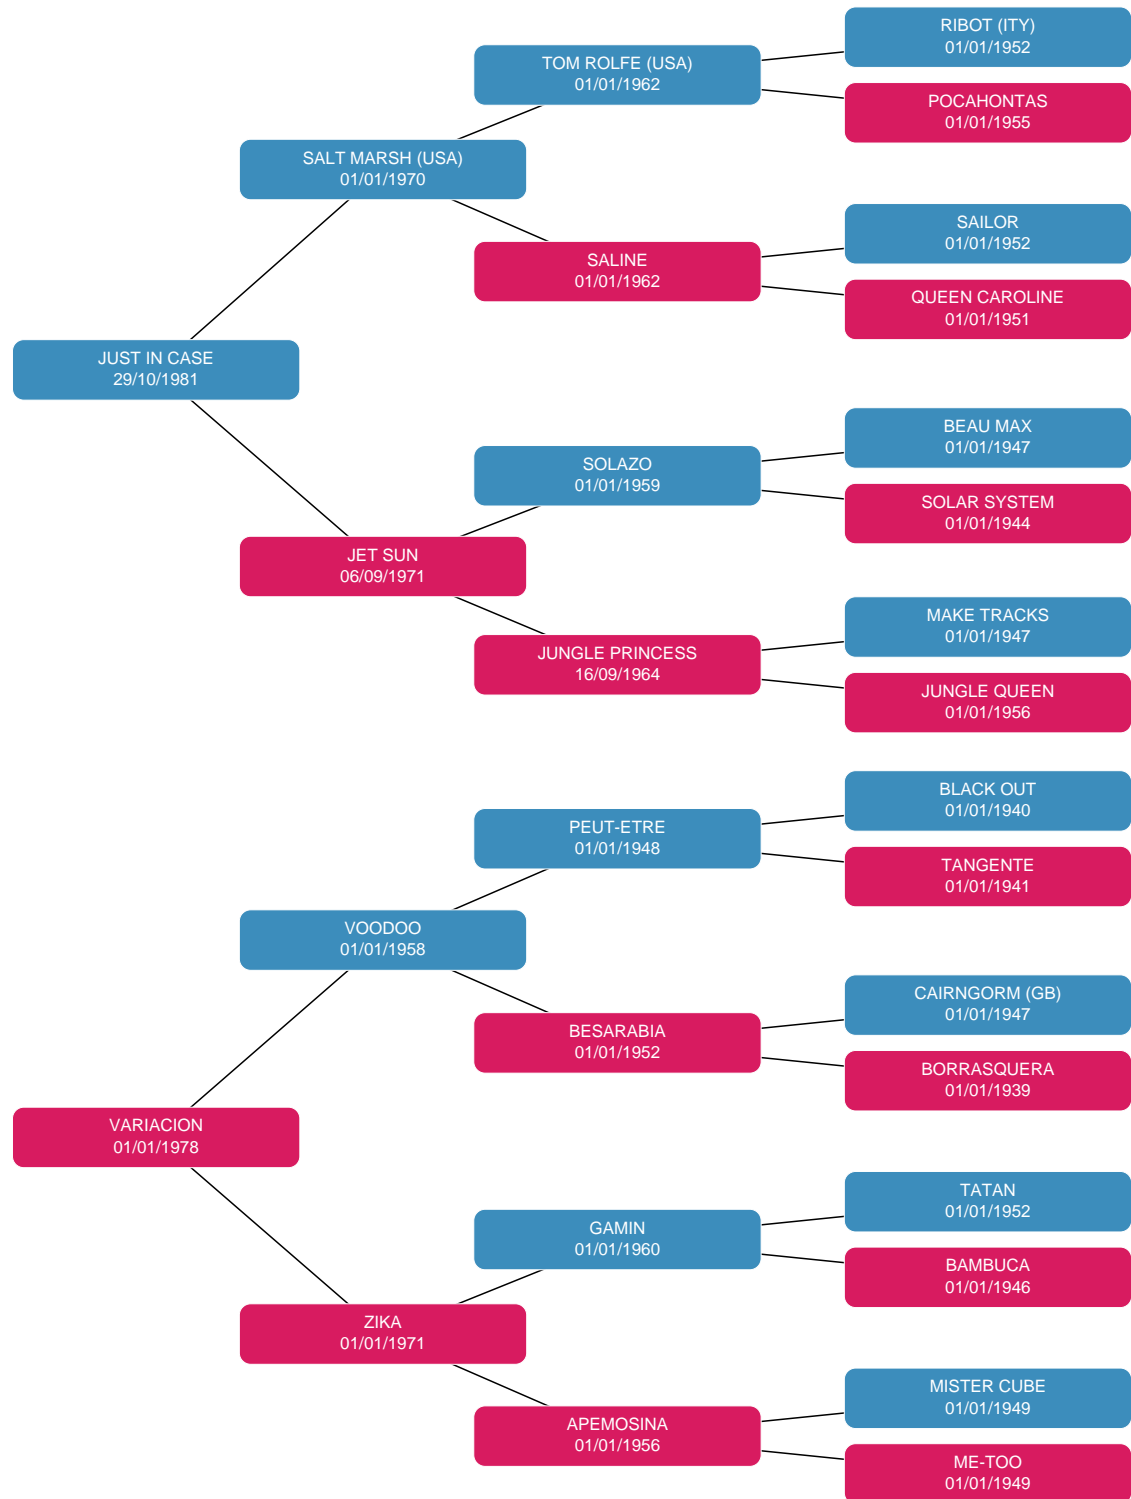 RIBOT (ITY)
01/01/1952
TOM ROLFE (USA)
01/01/1962
POCAHONTAS
01/01/1955
SALT MARSH (USA)
01/01/1970
SAILOR
01/01/1952
SALINE
01/01/1962
QUEEN CAROLINE
01/01/1951
JUST IN CASE
29/10/1981
BEAU MAX
01/01/1947
SOLAZO
01/01/1959
SOLAR SYSTEM
01/01/1944
JET SUN
06/09/1971
MAKE TRACKS
01/01/1947
JUNGLE PRINCESS
16/09/1964
JUNGLE QUEEN
01/01/1956
BLACK OUT
01/01/1940
PEUT-ETRE
01/01/1948
TANGENTE
01/01/1941
VOODOO
01/01/1958
CAIRNGORM (GB)
01/01/1947
BESARABIA
01/01/1952
BORRASQUERA
01/01/1939
VARIACION
01/01/1978
TATAN
01/01/1952
GAMIN
01/01/1960
BAMBUCA
01/01/1946
ZIKA
01/01/1971
MISTER CUBE
01/01/1949
APEMOSINA
01/01/1956
ME-TOO
01/01/1949